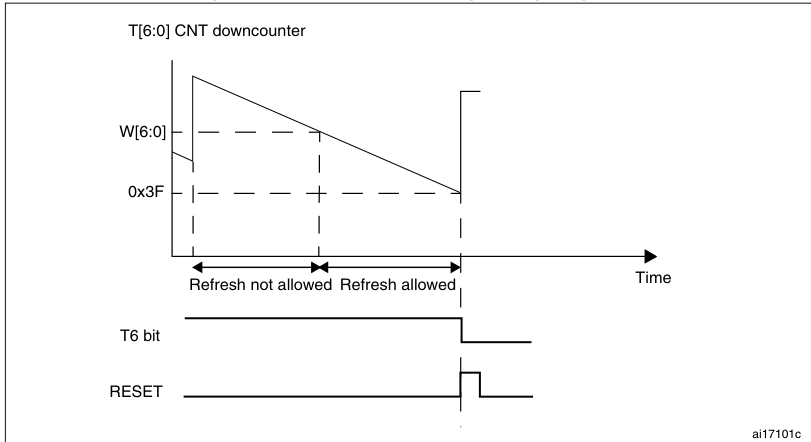 T[6:0] CNT downcounter
W[6:0]
0x3F
Refresh not allowed Refresh allowed
Time
T6 bit
RESET
ai17101c